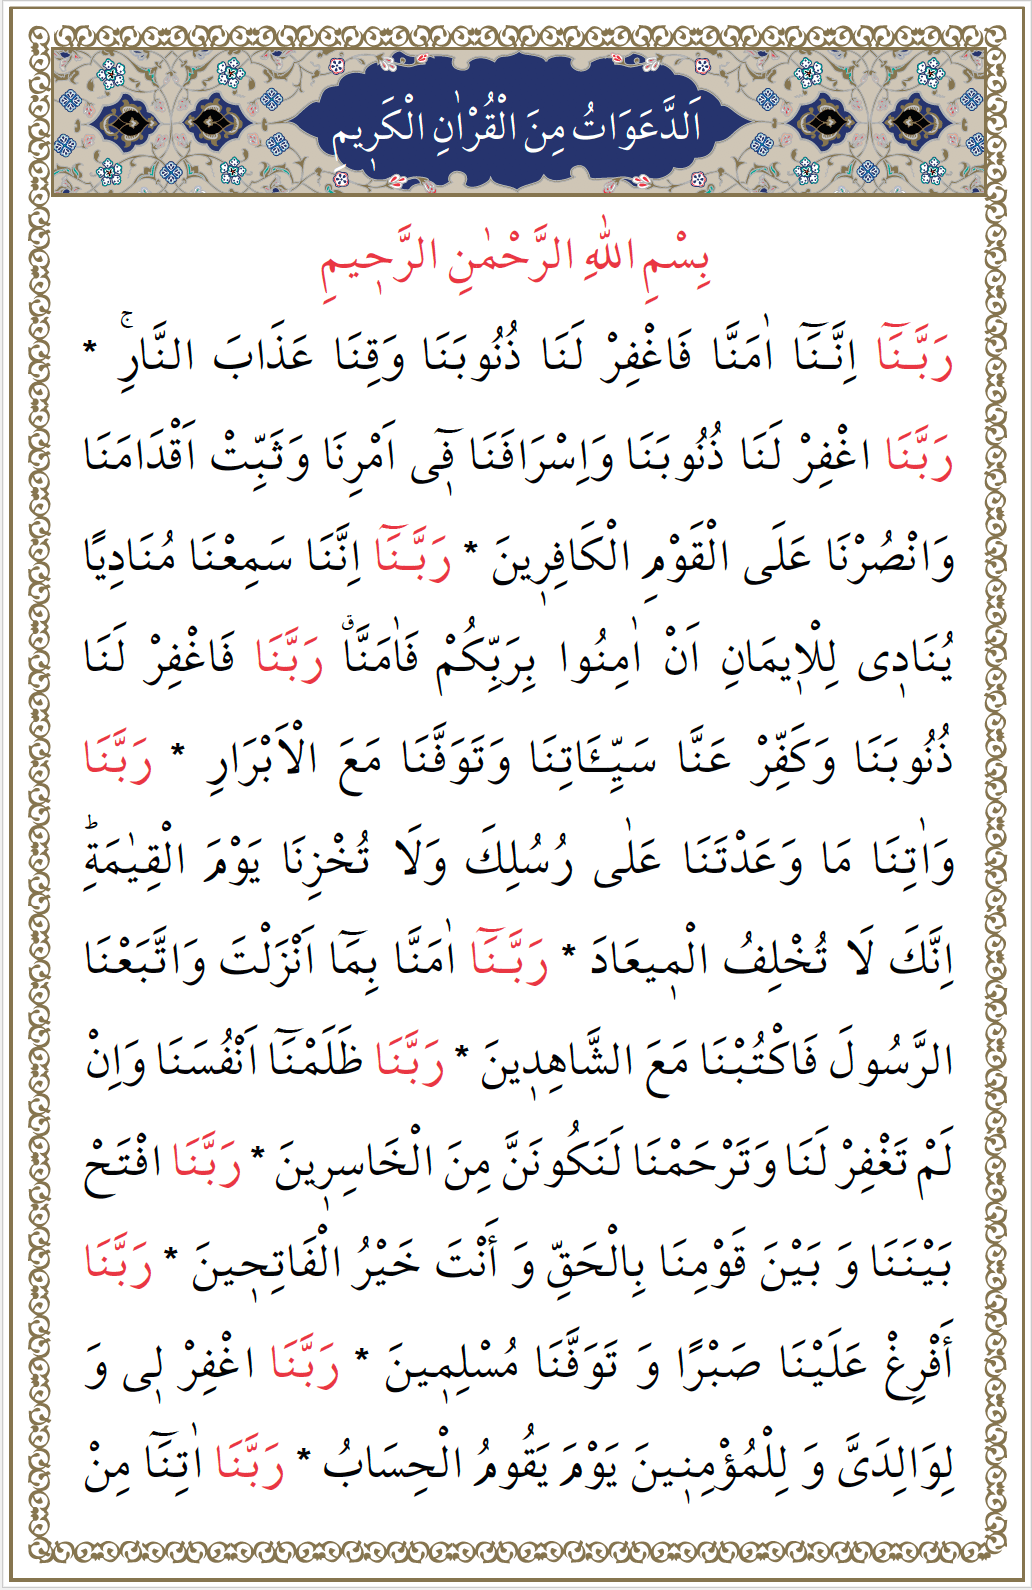 اَلدَّعَوَاتُ مِنَ الْقُرْاٰنِ الْكَرٖيمِ
بِسْمِ اللهِ الرَّحْمٰنِ الرَّحٖيمِ
رَبَّنَٓا اِنَّنَٓا اٰمَنَّا فَاغْفِرْ لَنَا ذُنُوبَنَا وَقِنَا عَذَابَ النَّارِۚ *
رَبَّنَا اغْفِرْ لَنَا ذُنُوبَنَا وَاِسْرَافَنَا فٖٓى اَمْرِنَا وَثَبِّتْ اَقْدَامَنَا
وَانْصُرْنَا عَلَى الْقَوْمِ الْكَافِرٖينَ * رَبَّنَٓا اِنَّنَا سَمِعْنَا مُنَادِيًا
يُنَادٖى لِلْاٖيمَانِ اَنْ اٰمِنُوا بِرَبِّكُمْ فَاٰمَنَّاۗ رَبَّنَا فَاغْفِرْ لَنَا
ذُنُوبَنَا وَكَفِّرْ عَنَّا سَيِّـَٔاتِنَا وَتَوَفَّنَا مَعَ الْاَبْرَارِ * رَبَّنَا
وَاٰتِنَا مَا وَعَدْتَنَا عَلٰى رُسُلِكَ وَلَا تُخْزِنَا يَوْمَ الْقِيٰمَةِؕ
اِنَّكَ لَا تُخْلِفُ الْمٖيعَادَ * رَبَّنَٓا اٰمَنَّا بِمَٓا اَنْزَلْتَ وَاتَّبَعْنَا
الرَّسُولَ فَاكْتُبْنَا مَعَ الشَّاهِدٖينَ * رَبَّنَا ظَلَمْنَٓا اَنْفُسَنَا وَاِنْ
لَمْ تَغْفِرْ لَنَا وَتَرْحَمْنَا لَنَكُونَنَّ مِنَ الْخَاسِرٖينَ * رَبَّنَا افْتَحْ
بَيْنَنَا وَ بَيْنَ قَوْمِنَا بِالْحَقِّ وَ أَنْتَ خَيْرُ الْفَاتِحٖينَ * رَبَّنَا
أَفْرِغْ عَلَيْنَا صَبْرًا وَ تَوَفَّنَا مُسْلِمٖينَ * رَبَّنَا اغْفِرْ لٖى وَ
لِوَالِدَىَّ وَ لِلْمُؤْمِنٖينَ يَوْمَ يَقُومُ الْحِسَابُ * رَبَّنَا اٰتِنَٓا مِنْ